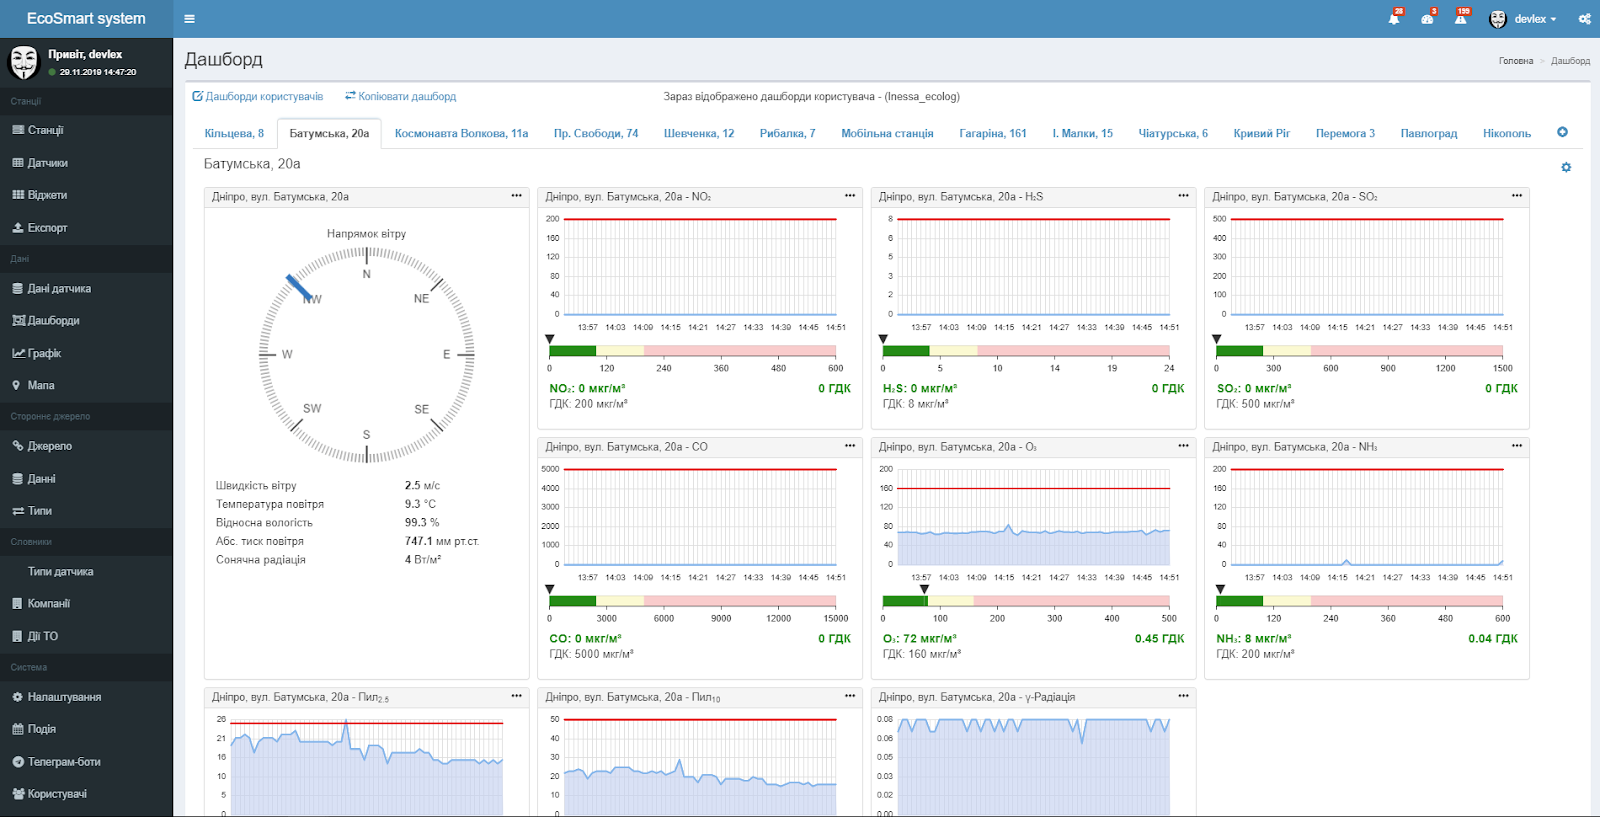 EcoSmart system
28
3
199
devlex
Привіт, devlex
29.11.2019 14:47:20
Станції
Станції
Датчики
Віджети
Експорт
Дані
Дані датчика
Дашборди
Графік
Мапа
Стороннє джерело
Джерело
Данні
Типи
Словники
Типи датчика
Компанії
Дії ТО
Система
Налаштування
Подія
Телеграм-боти
Користувачі
Дашборд
Головна > Дашборд
Дашборди користувачів
Копіювати дашборд
Зараз відображено дашборди користувача - (Inessa_ecolog)
Кільцева, 8
Батумська, 20а
Космонавта Волкова, 11а
Пр. Свободи, 74
Шевченка, 12
Рибалка, 7
Мобільна станція
Гагаріна, 161
І. Малки, 15
Чіатурська, 6
Кривий Ріг
Перемога 3
Павлоград
Нікополь
Батумська, 20а
Дніпро, вул. Батумська, 20а
•••
Напрямок вітру
N
NE
E
SE
S
SW
W
NW
Швидкість вітру 2.5 м/с
Температура повітря 9.3 °C
Відносна вологість 99.3 %
Абс. тиск повітря 747.1 мм рт.ст.
Сонячна радіація 4 Вт/м²
Дніпро, вул. Батумська, 20а - NO₂
•••
200
160
120
80
40
0
13:57 14:03 14:09 14:15 14:21 14:27 14:33 14:39 14:45 14:51
0 120 240 360 480 600
NO₂: 0 мкг/м³ 0 ГДК
ГДК: 200 мкг/м³
Дніпро, вул. Батумська, 20а - H₂S
•••
8
6
5
3
2
0
13:57 14:03 14:09 14:15 14:21 14:27 14:33 14:39 14:45 14:51
0 5 10 14 19 24
H₂S: 0 мкг/м³ 0 ГДК
ГДК: 8 мкг/м³
Дніпро, вул. Батумська, 20а - SO₂
•••
500
400
300
200
100
0
13:57 14:03 14:09 14:15 14:21 14:27 14:33 14:39 14:45 14:51
0 300 600 900 1200 1500
SO₂: 0 мкг/м³ 0 ГДК
ГДК: 500 мкг/м³
Дніпро, вул. Батумська, 20а - CO
•••
5000
4000
3000
2000
1000
0
13:57 14:03 14:09 14:15 14:21 14:27 14:33 14:39 14:45 14:51
0 3000 6000 9000 12000 15000
CO: 0 мкг/м³ 0 ГДК
ГДК: 5000 мкг/м³
Дніпро, вул. Батумська, 20а - O₃
•••
200
160
120
80
40
0
13:57 14:03 14:09 14:15 14:21 14:27 14:33 14:39 14:45 14:51
0 100 200 300 400 500
O₃: 72 мкг/м³ 0.45 ГДК
ГДК: 160 мкг/м³
Дніпро, вул. Батумська, 20а - NH₃
•••
200
160
120
80
40
0
13:57 14:03 14:09 14:15 14:21 14:27 14:33 14:39 14:45 14:51
0 120 240 360 480 600
NH₃: 8 мкг/м³ 0.04 ГДК
ГДК: 200 мкг/м³
Дніпро, вул. Батумська, 20а - Пил₂.₅
•••
26
21
16
10
5
0
Дніпро, вул. Батумська, 20а - Пил₁₀
•••
50
40
30
20
10
0
Дніпро, вул. Батумська, 20а - γ-Радіація
•••
0.08
0.06
0.05
0.03
0.02
0.00